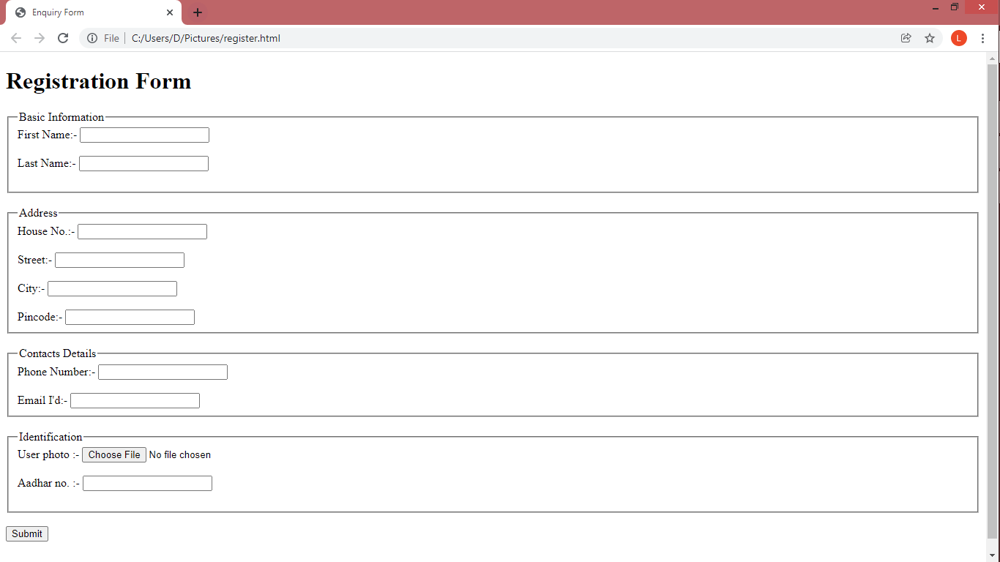 Enquiry Form
File C:/Users/D/Pictures/register.html
L
Registration Form
Basic Information
First Name:-
Last Name:-
Address
House No.:-
Street:-
City:-
Pincode:-
Contacts Details
Phone Number:-
Email I'd:-
Identification
User photo :- Choose File No file chosen
Aadhar no. :-
Submit